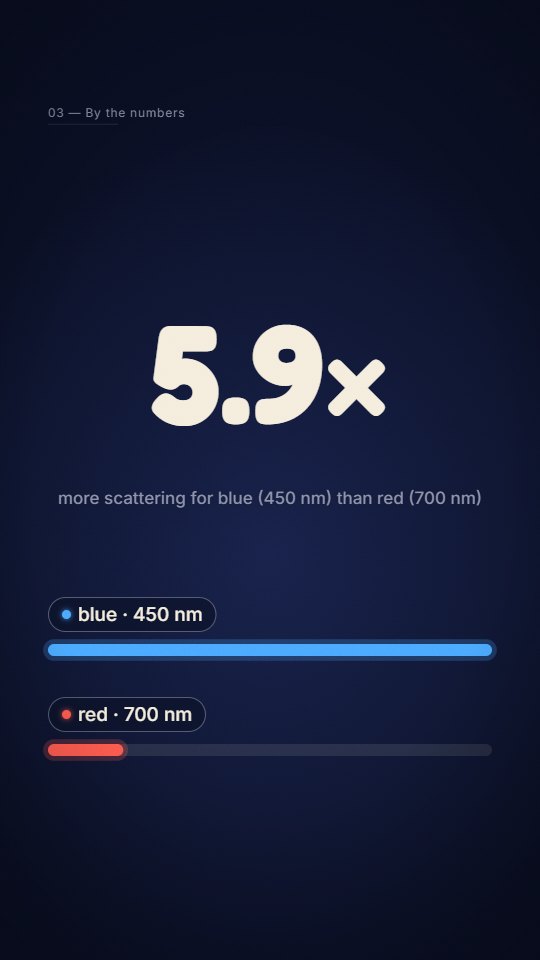 03 — By the numbers
5.9×
more scattering for blue (450 nm) than red (700 nm)
blue · 450 nm
red · 700 nm